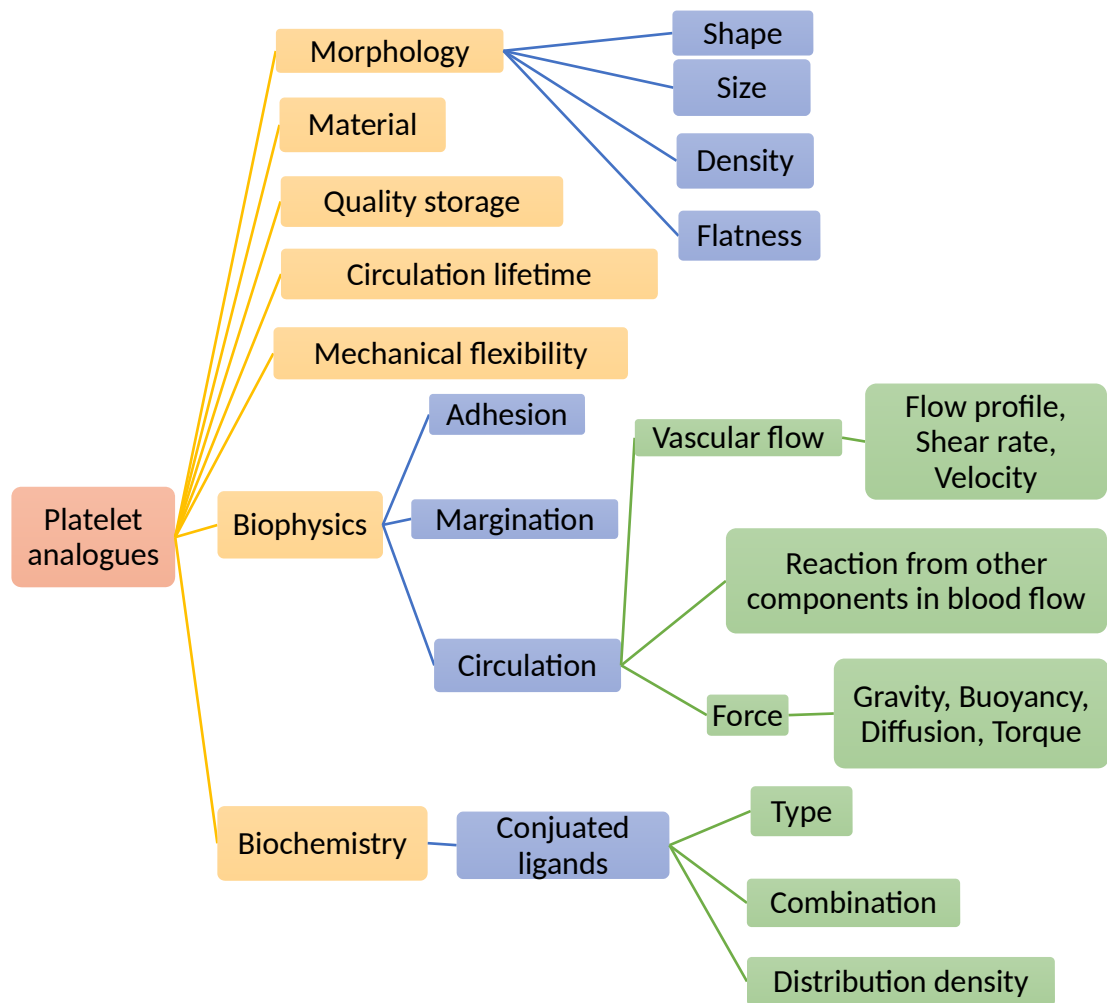 Morphology
Shape
Size
Density
Flatness
Material
Quality storage
Circulation lifetime
Mechanical flexibility
Platelet
analogues
Biophysics
Adhesion
Margination
Circulation
Vascular flow
Flow profile,
Shear rate,
Velocity
Reaction from other
components in blood flow
Force
Gravity, Buoyancy,
Diffusion, Torque
Biochemistry
Conjuated
ligands
Type
Combination
Distribution density